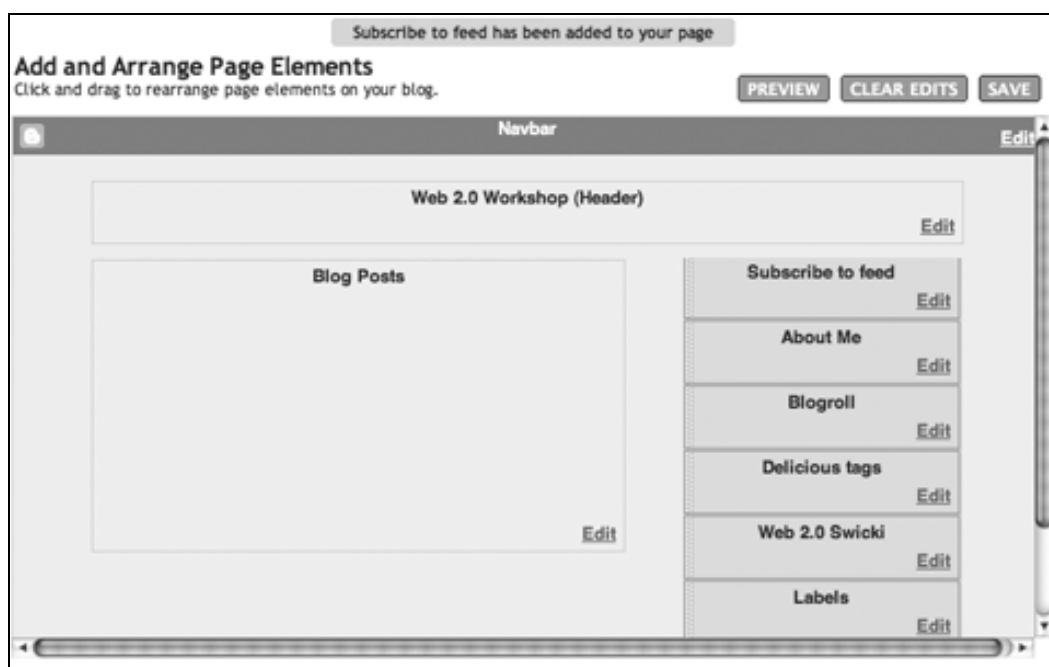 Subscribe to feed has been added to your page
Add and Arrange Page Elements
Click and drag to rearrange page elements on your blog.
PREVIEW CLEAR EDITS SAVE
Navbar
Edit
Web 2.0 Workshop (Header)
Edit
Blog Posts
Edit
Subscribe to feed
Edit
About Me
Edit
Blogroll
Edit
Delicious tags
Edit
Web 2.0 Swicki
Edit
Labels
Edit